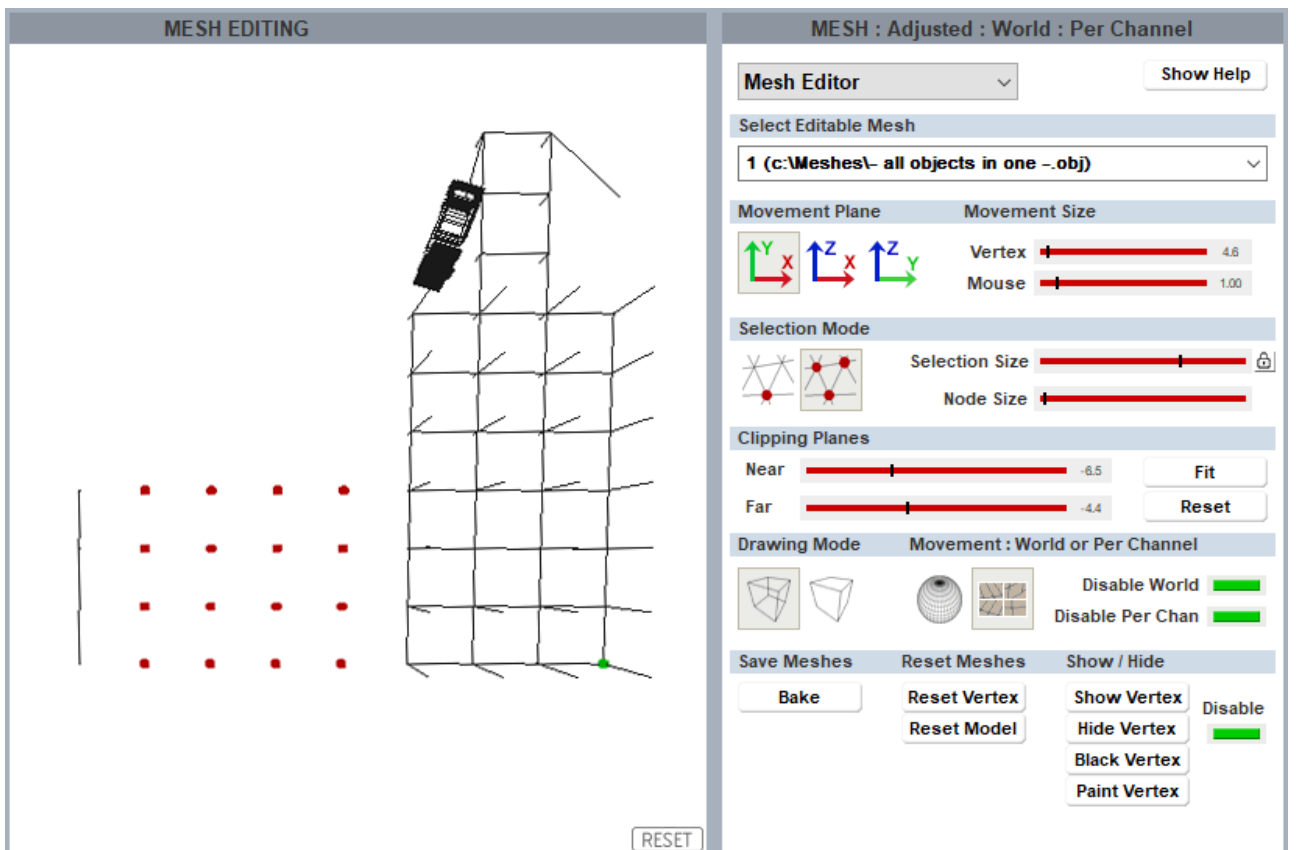 MESH EDITING
MESH : Adjusted : World : Per Channel
Mesh Editor
Show Help
Select Editable Mesh
1 (c:\Meshes\- all objects in one -.obj)
Movement Plane Movement Size
Y X Z X Z Y
Vertex 4.6
Mouse 1.00
Selection Mode
Selection Size
Node Size
Clipping Planes
Near -6.5 Fit
Far -4.4 Reset
Drawing Mode Movement : World or Per Channel
Disable World
Disable Per Chan
Save Meshes Reset Meshes Show / Hide
Bake Reset Vertex Show Vertex Disable
Reset Model Hide Vertex
Black Vertex
Paint Vertex
RESET